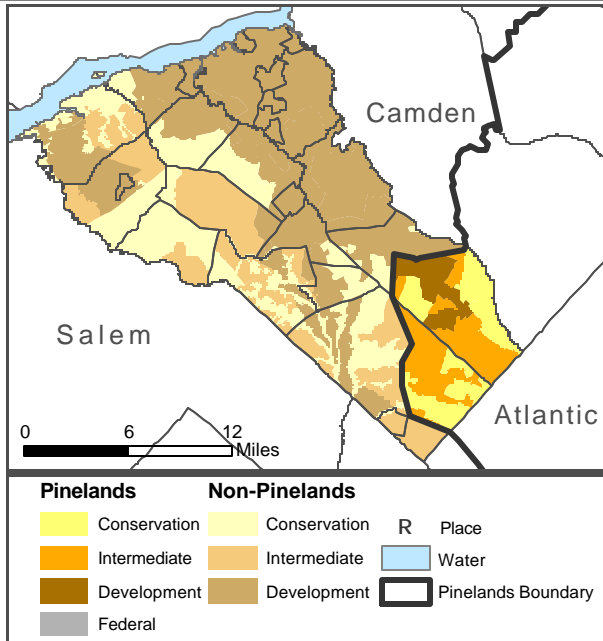 Camden
Salem
Atlantic
0 6 12
Miles
Pinelands Non-Pinelands
Conservation Conservation R Place
Intermediate Intermediate Water
Development Development Pinelands Boundary
Federal